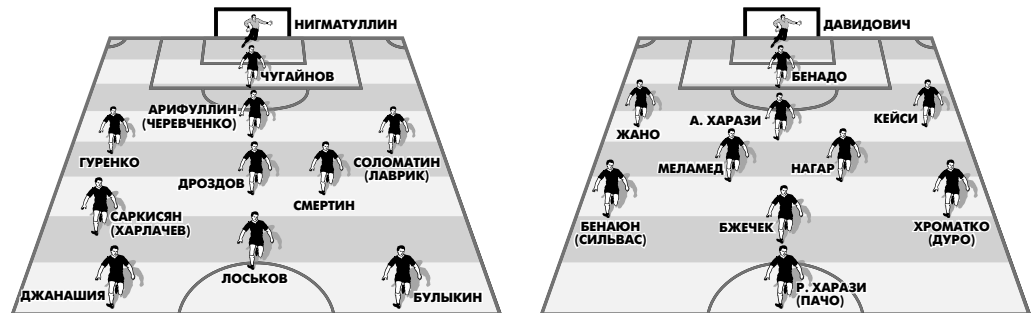 НИГМАТУЛЛИН
ЧУГАЙНОВ
АРИФУЛЛИН
(ЧЕРЕВЧЕНКО)
ГУРЕНКО
СОЛОМАТИН
(ЛАВРИК)
ДРОЗДОВ
СМЕРТИН
САРКИСЯН
(ХАРЛАЧЕВ)
ЛОСЬКОВ
ДЖАНАШИЯ
БУЛЫКИН
ДАВИДОВИЧ
БЕНАДО
ЖАНО
А. ХАРАЗИ
КЕЙСИ
МЕЛАМЕД
НАГАР
БЕНАЮН
(СИЛЬВАС)
БЖЕЧЕК
ХРОМАТКО
(ДУРО)
Р. ХАРАЗИ
(ПАЧО)